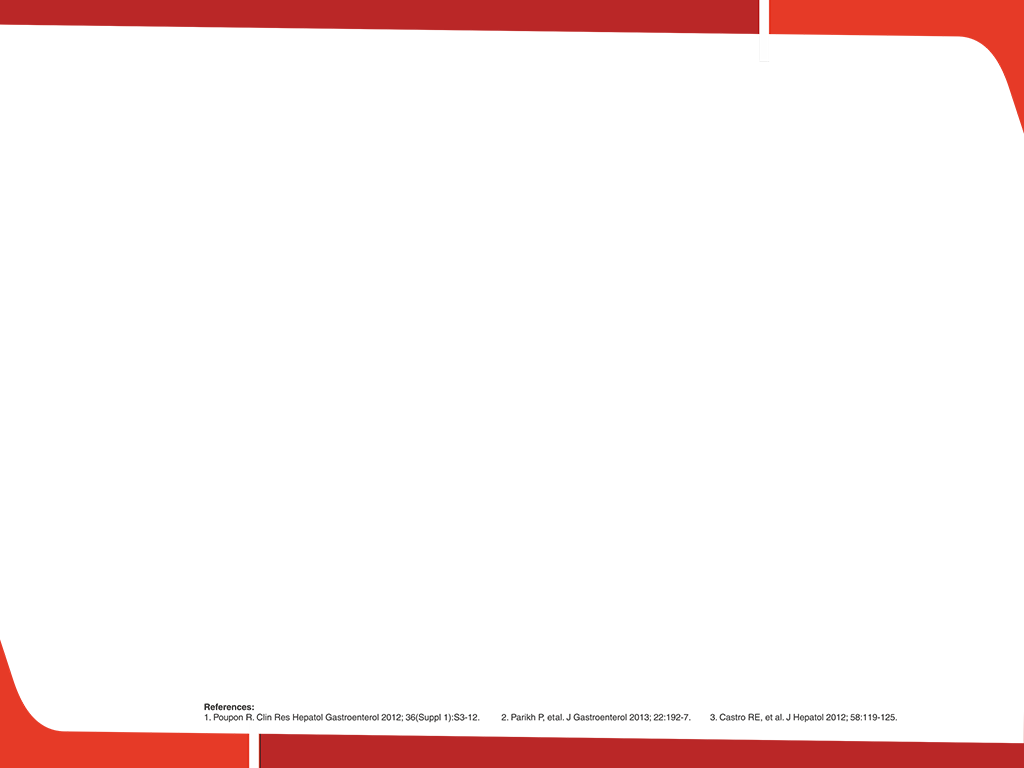 References:
1. Poupon R. Clin Res Hepatol Gastroenterol 2012; 36(Suppl 1):S3-12. 2. Parikh P, etal. J Gastroenterol 2013; 22:192-7. 3. Castro RE, et al. J Hepatol 2012; 58:119-125.